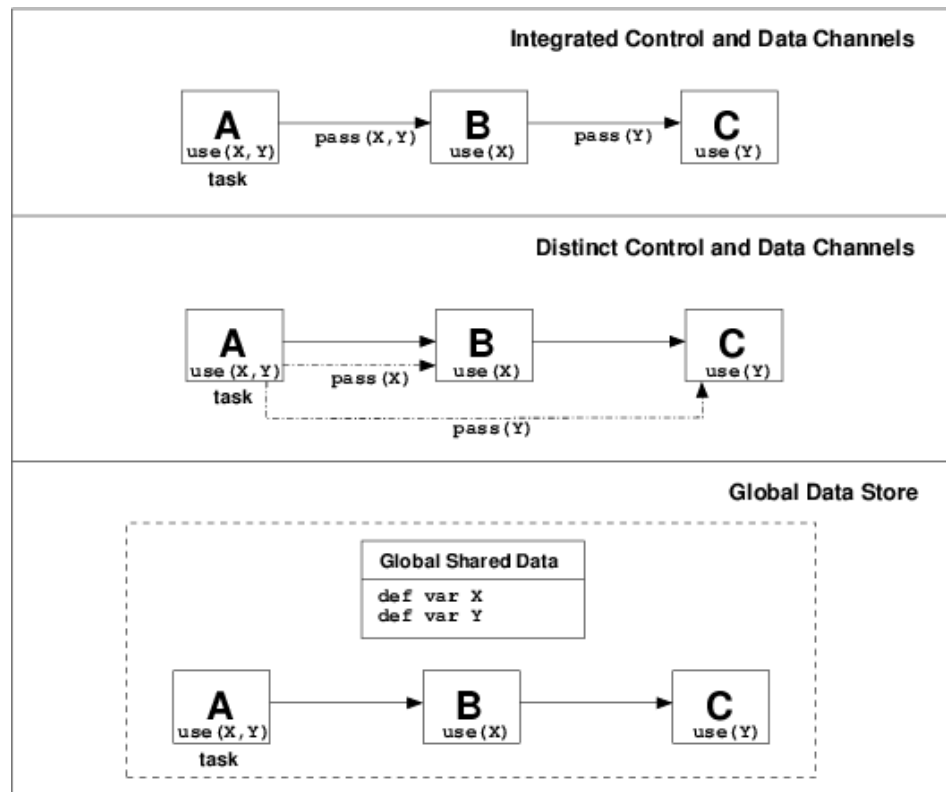 Integrated Control and Data Channels
A
use(X,Y)
task
pass(X,Y)
B
use(X)
pass(Y)
C
use(Y)
Distinct Control and Data Channels
A
use(X,Y)
task
pass(X)
B
use(X)
pass(Y)
C
use(Y)
Global Data Store
Global Shared Data
def var X
def var Y
A
use(X,Y)
task
B
use(X)
C
use(Y)